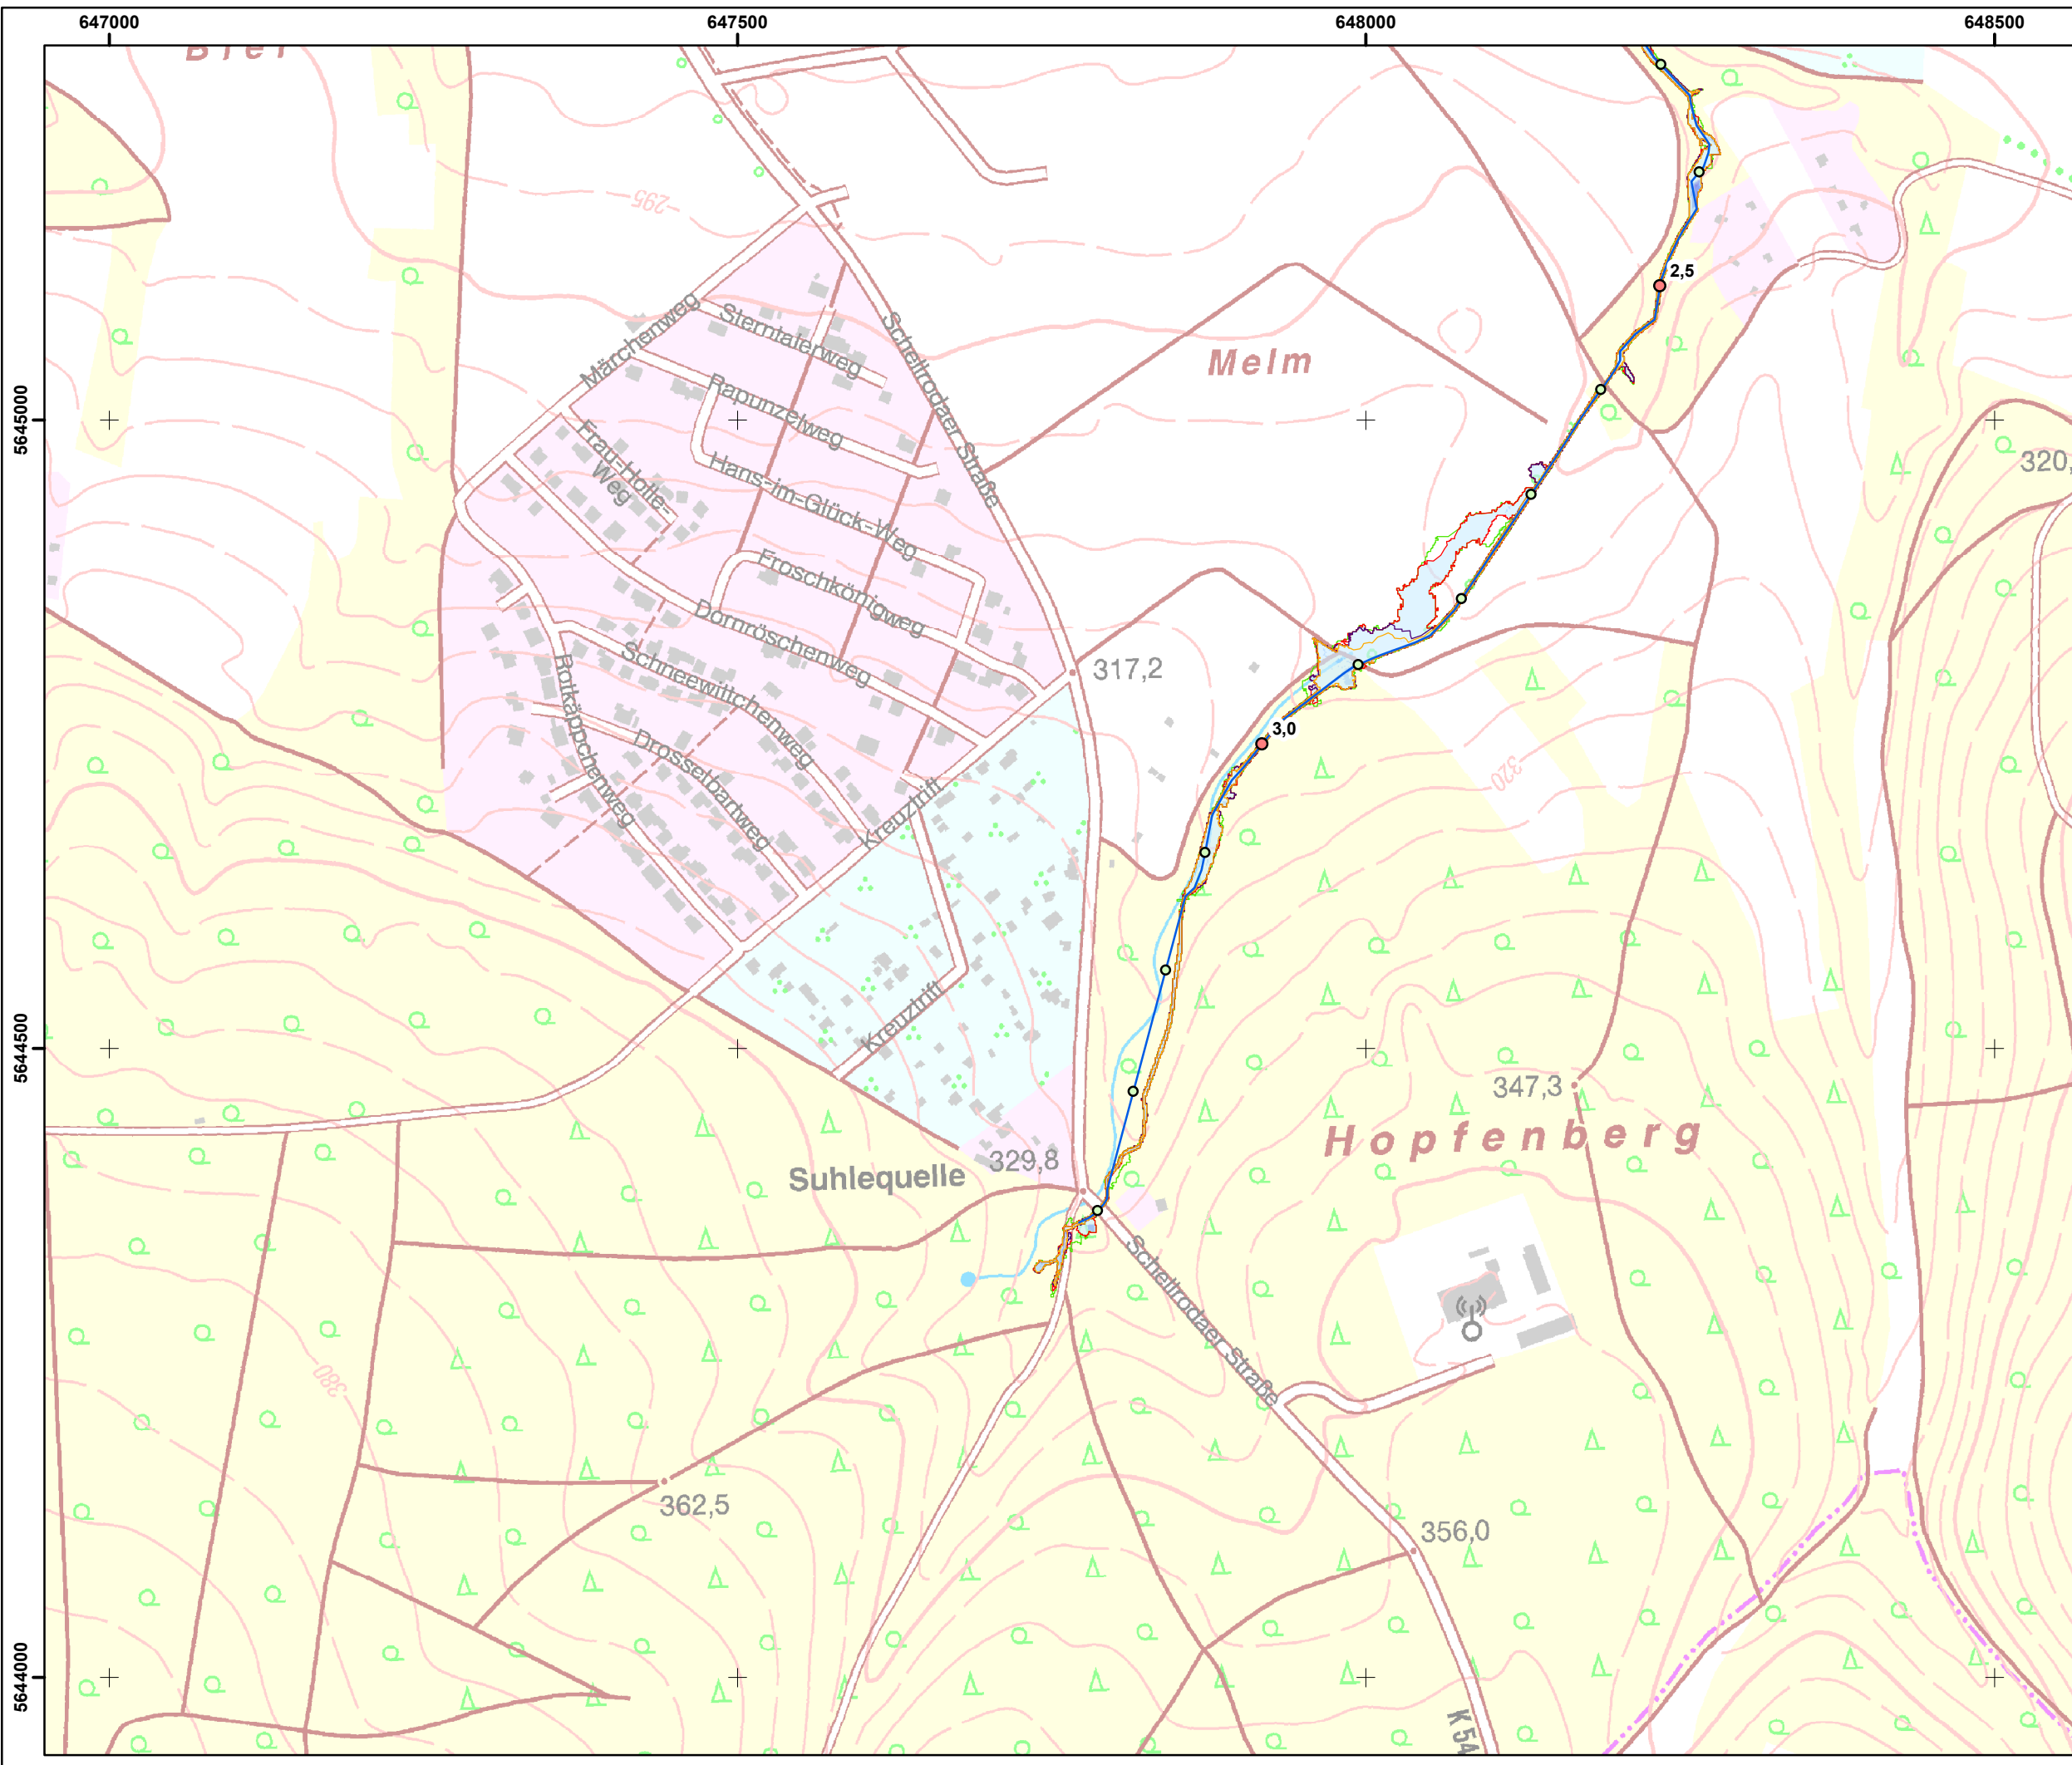 647000
647500
648000
648500
5645000
5644500
5644000
295
2,5
Melm
Märchenweg
Sterntalerweg
Schellrodaer Straße
Rapunzelweg
Frau-Holle-
Weg
Hans-im-Glück-Weg
320,
Froschkönigweg
Dornröschenweg
317,2
Rotkäppchenweg
Schneewittchenweg
3,0
Drosselbartweg
320
Kreuztrift
Kreuztrift
347,3
Hopfenberg
329,8
Suhlequelle
Schellrodaer Straße
380
362,5
356,0
K 54